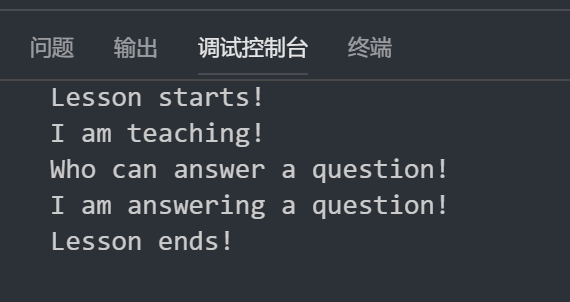 问题 输出 调试控制台 终端
Lesson starts!
I am teaching!
Who can answer a question!
I am answering a question!
Lesson ends!